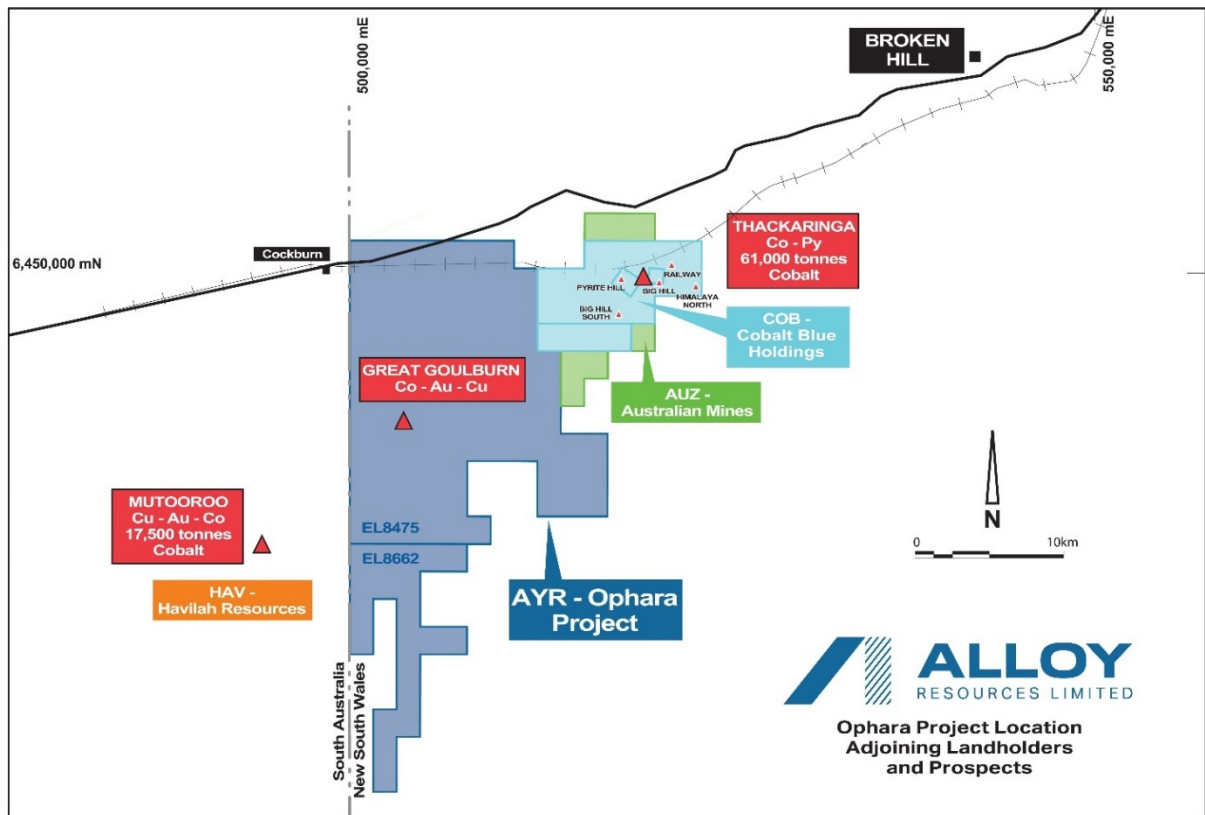 500,000 mE
550,000 mE
BROKEN
HILL
Cockburn
6,450,000 mN
THACKARINGA
Co - Py
61,000 tonnes
Cobalt
RAILWAY
PYRITE HILL
BIG HILL
HIMALAYA
NORTH
BIG HILL
SOUTH
COB -
Cobalt Blue
Holdings
GREAT GOULBURN
Co - Au - Cu
AUZ -
Australian Mines
MUTOOROO
Cu - Au - Co
17,500 tonnes
Cobalt
HAV -
Havilah Resources
EL8475
EL8662
AYR - Ophara
Project
N
0
10km
South Australia
New South Wales
ALLOY
RESOURCES LIMITED
Ophara Project Location
Adjoining Landholders
and Prospects